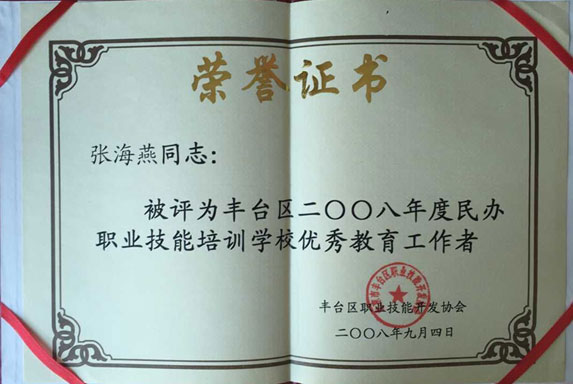 荣誉证书
张海燕同志：
被评为丰台区二〇〇八年度民办
职业技能培训学校优秀教育工作者
丰台区职业技能开发协会
二〇〇八年九月四日